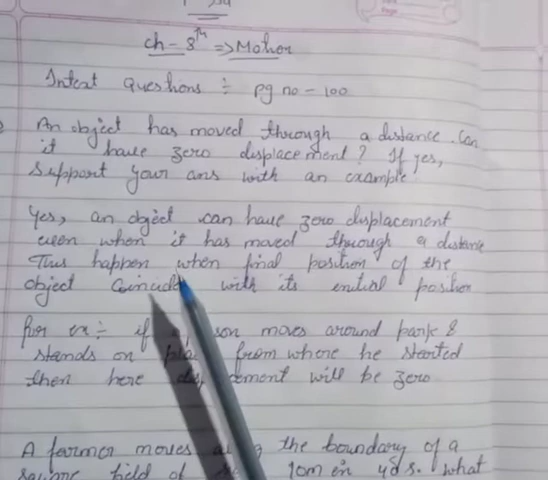 ch - 8th => Motion
Intext questions ÷ pg no - 100
An object has moved through a distance. Can
it have zero displacement? If yes,
Support your ans with an example
Yes, an object can have zero displacement
even when it has moved through a distance
This happen when final position of the
object coincide with its initial position
for ex ÷ if moves around park &
stands on from where he started
then here will be zero
A farmer moves the boundary of a
square field of 10m in 40s. what